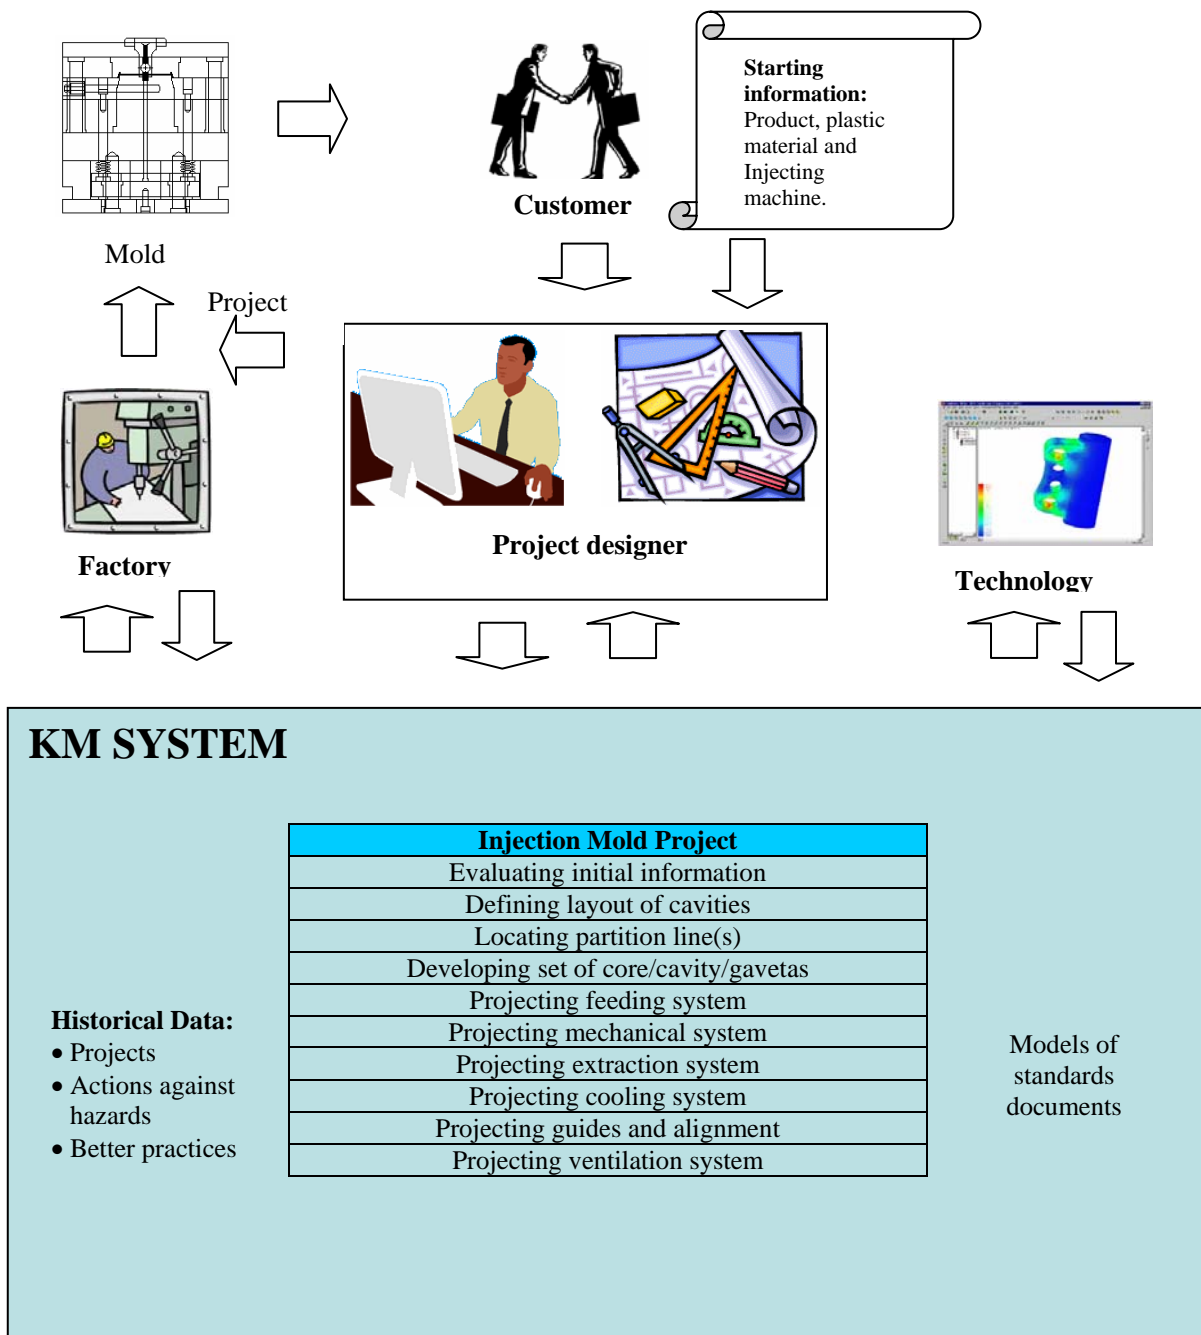 Starting
information:
Product, plastic
material and
Injecting
machine.
Customer
Mold
Project
Project designer
Factory
Technology
KM SYSTEM
Injection Mold Project
Evaluating initial information
Defining layout of cavities
Locating partition line(s)
Developing set of core/cavity/gavetas
Projecting feeding system
Projecting mechanical system
Projecting extraction system
Projecting cooling system
Projecting guides and alignment
Projecting ventilation system
Historical Data:
• Projects
• Actions against
hazards
• Better practices
Models of
standards
documents